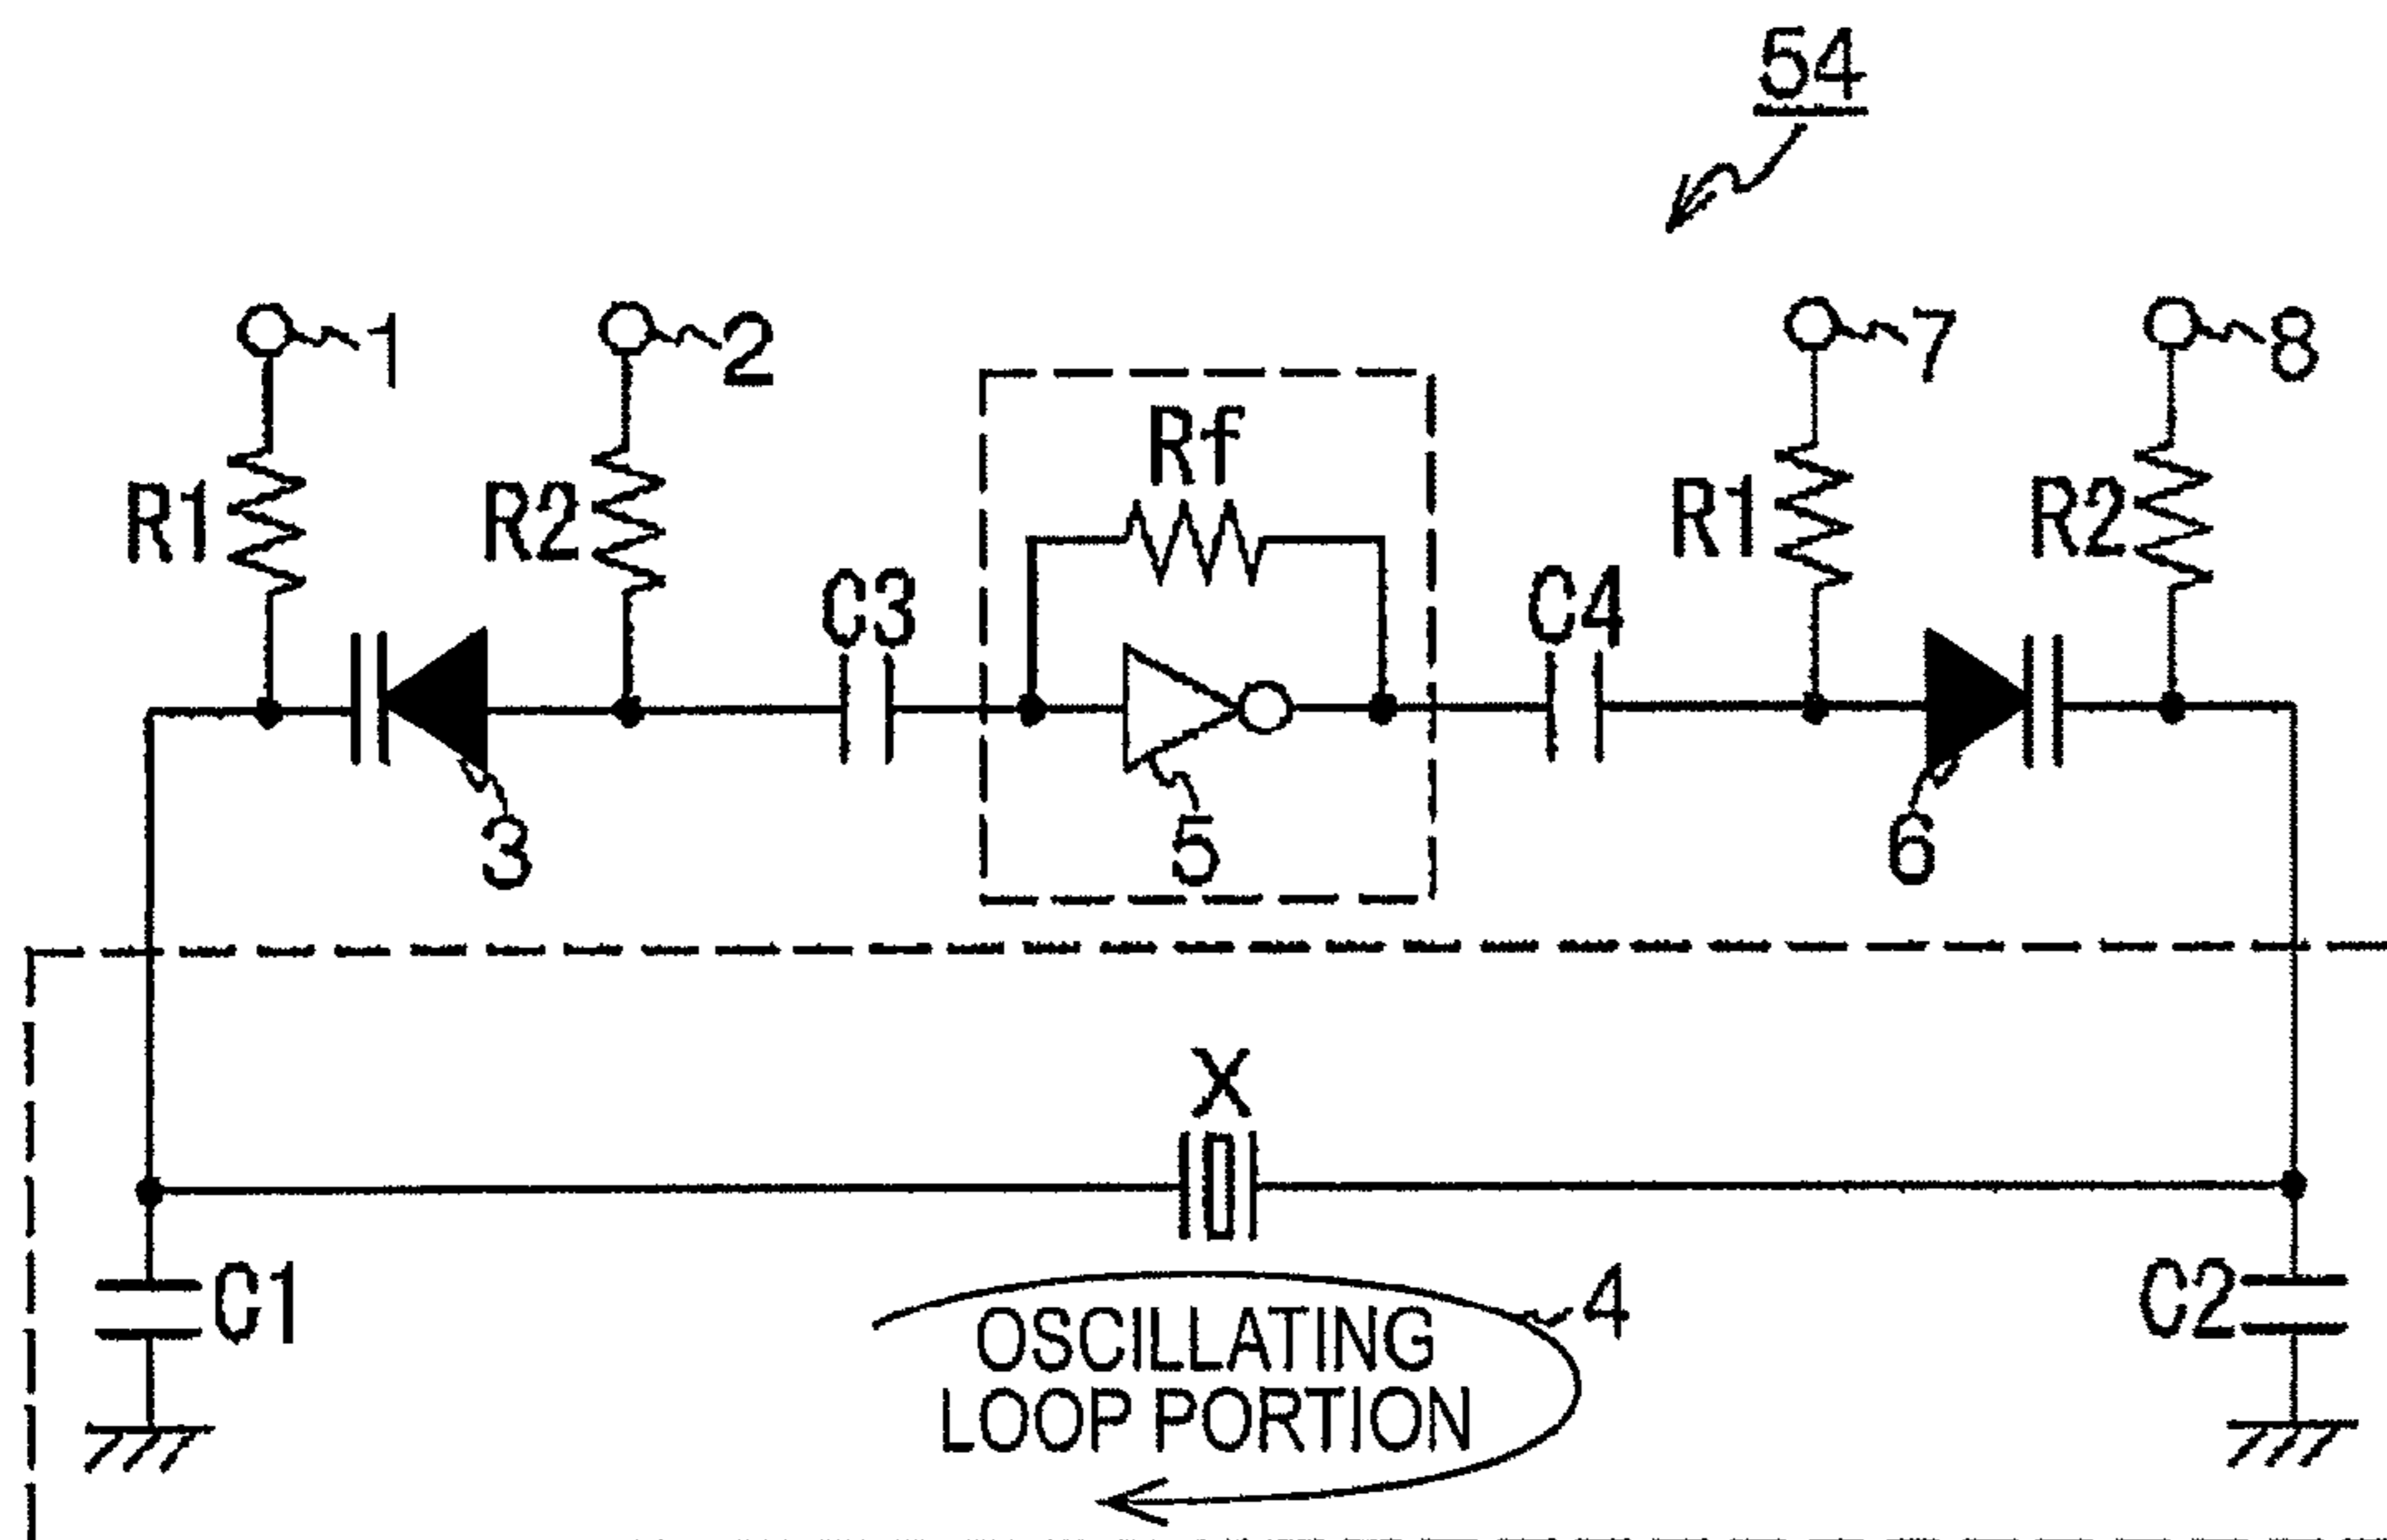 54
1
2
7
8
Rf
R1
R2
R1
R2
C3
C4
3
5
6
X
C1
C2
4
OSCILLATING
LOOP PORTION